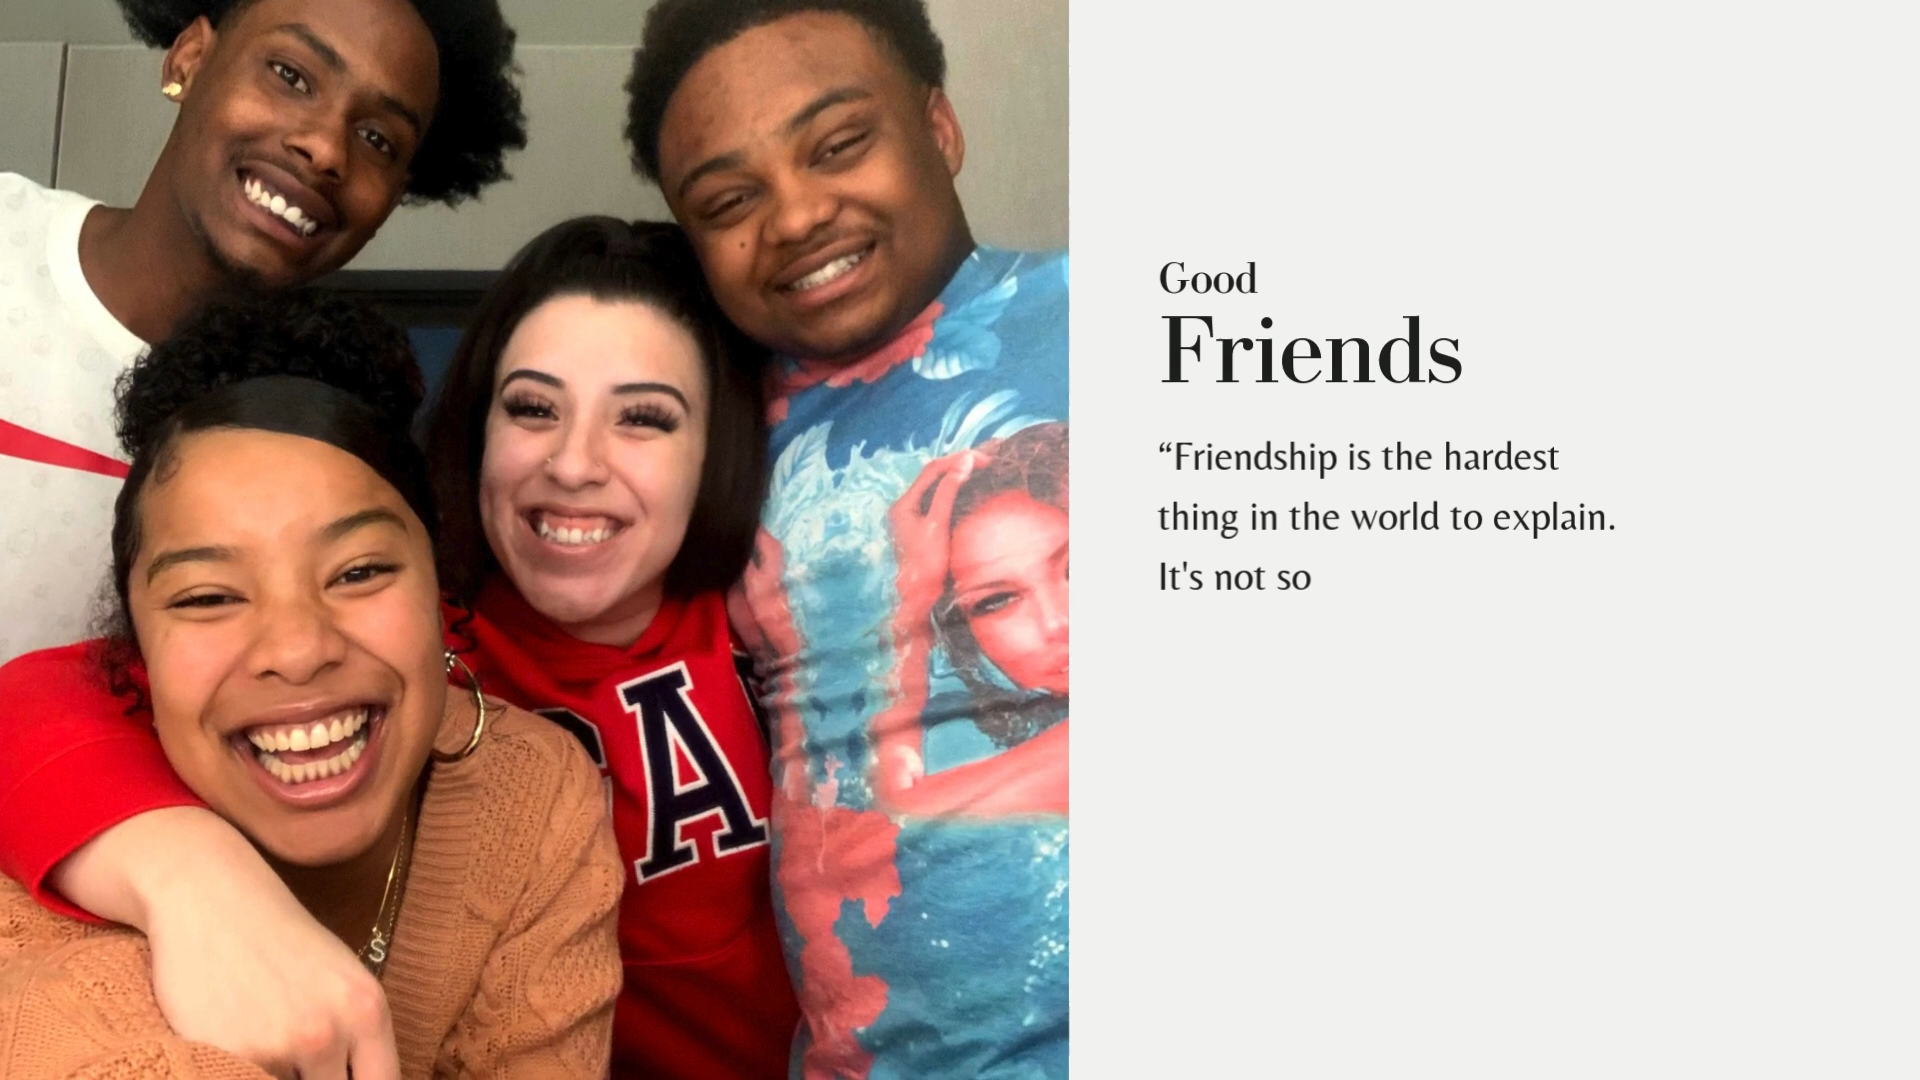 Good
Friends
“Friendship is the hardest
thing in the world to explain.
It's not so
A
S